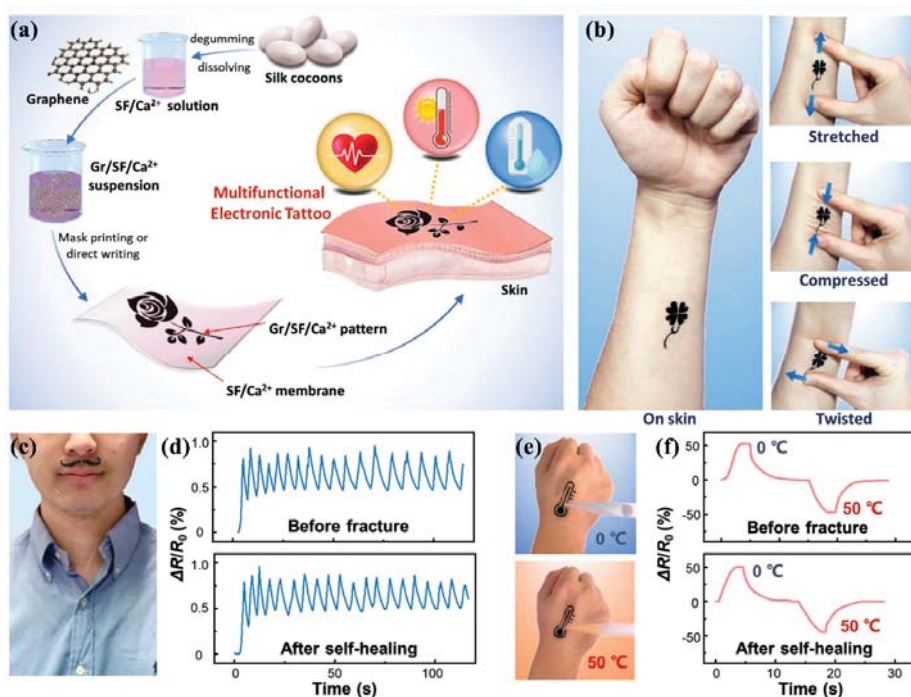 (a)
degumming
dissolving
Silk cocoons
Graphene
SF/Ca²⁺ solution
Gr/SF/Ca²⁺
suspension
Multifunctional
Electronic Tattoo
Mask printing or
direct writing
Skin
Gr/SF/Ca²⁺ pattern
SF/Ca²⁺ membrane
(b)
Stretched
Compressed
On skin
Twisted
(c)
(d)
ΔR/R₀ (%)
1.0
0.5
0
Before fracture
1.0
0.5
0.0
After self-healing
0
50
100
Time (s)
(e)
0 ℃
50 ℃
(f)
ΔR/R₀ (%)
50
0
-50
0 ℃
50 ℃
Before fracture
50
0
-50
0 ℃
50 ℃
After self-healing
0
10
20
30
Time (s)